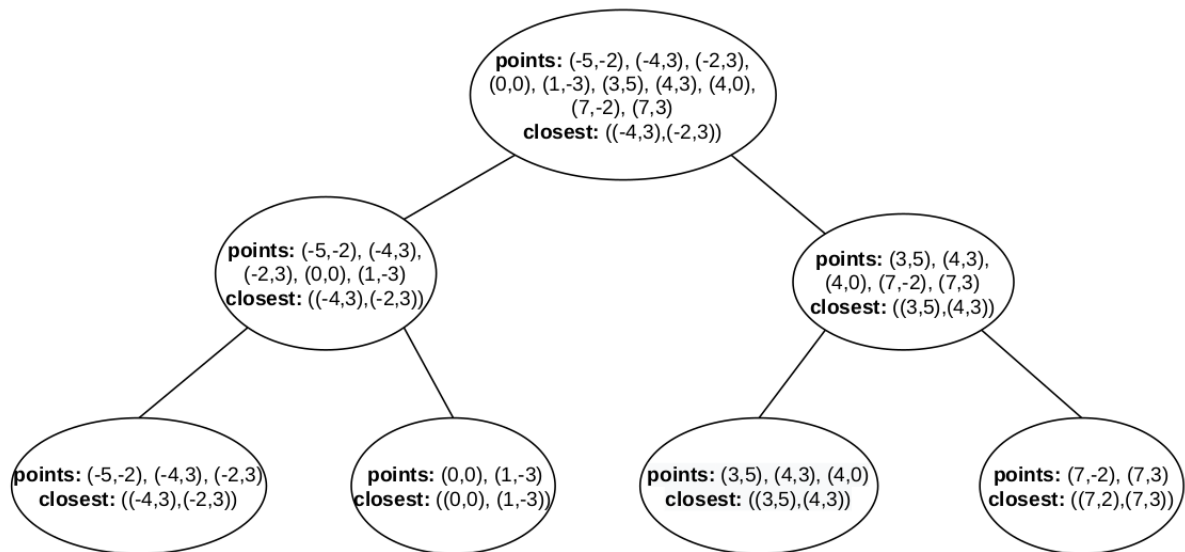 points: (-5,-2), (-4,3), (-2,3),
(0,0), (1,-3), (3,5), (4,3), (4,0),
(7,-2), (7,3)
closest: ((-4,3),(-2,3))
points: (-5,-2), (-4,3),
(-2,3), (0,0), (1,-3)
closest: ((-4,3),(-2,3))
points: (3,5), (4,3),
(4,0), (7,-2), (7,3)
closest: ((3,5),(4,3))
points: (-5,-2), (-4,3), (-2,3)
closest: ((-4,3),(-2,3))
points: (0,0), (1,-3)
closest: ((0,0), (1,-3))
points: (3,5), (4,3), (4,0)
closest: ((3,5),(4,3))
points: (7,-2), (7,3)
closest: ((7,2),(7,3))